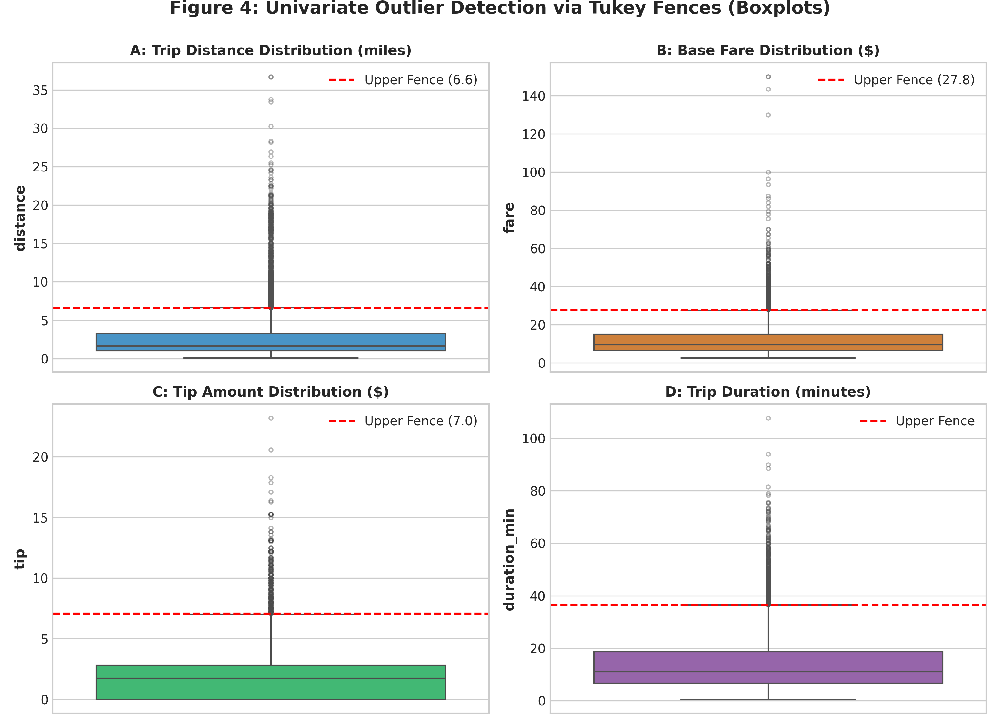 Figure 4: Univariate Outlier Detection via Tukey Fences (Boxplots)
A: Trip Distance Distribution (miles)
Upper Fence (6.6)
35
30
25
20
15
10
5
0
distance
B: Base Fare Distribution ($)
Upper Fence (27.8)
140
120
100
80
60
40
20
0
fare
C: Tip Amount Distribution ($)
Upper Fence (7.0)
20
15
10
5
0
tip
D: Trip Duration (minutes)
Upper Fence
100
80
60
40
20
0
duration_min